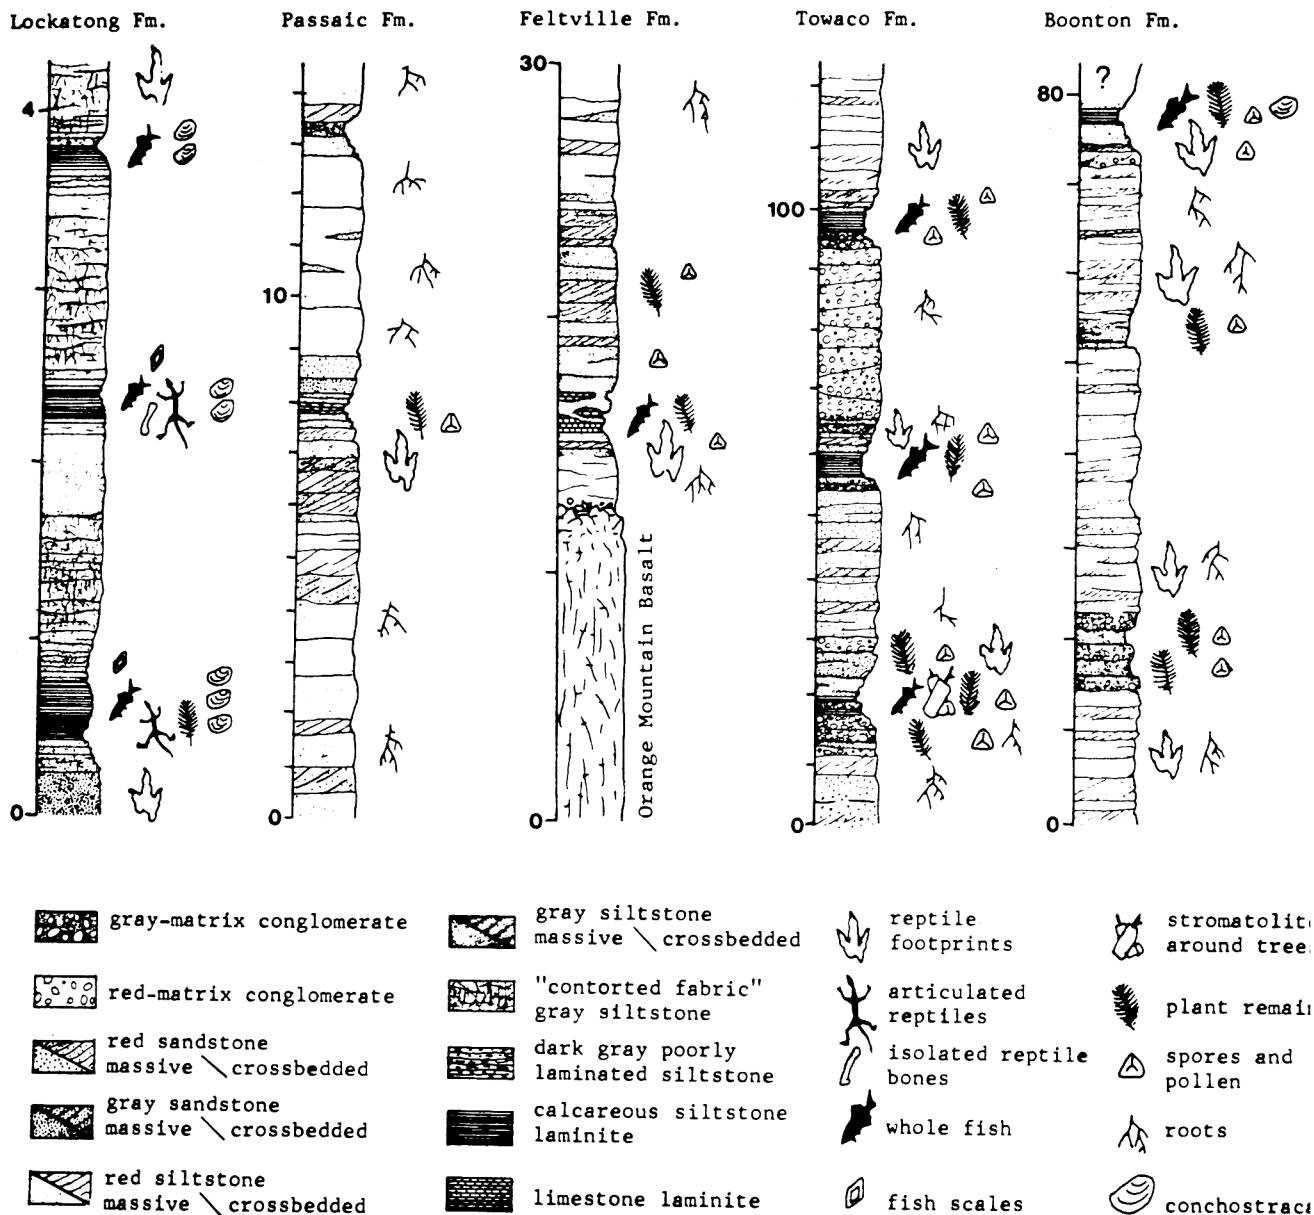 Lockatong Fm.
Passaic Fm.
Feltville Fm.
Towaco Fm.
Boonton Fm.
4
0
10
0
30
0
Orange Mountain Basalt
100
0
?
80
0
gray-matrix conglomerate
red-matrix conglomerate
red sandstone
massive \ crossbedded
gray sandstone
massive \ crossbedded
red siltstone
massive \ crossbedded
gray siltstone
massive \ crossbedded
"contorted fabric"
gray siltstone
dark gray poorly
laminated siltstone
calcareous siltstone
laminite
limestone laminite
reptile
footprints
articulated
reptiles
isolated reptile
bones
whole fish
fish scales
stromatolit
around tree
plant remai
spores and
pollen
roots
conchostrac